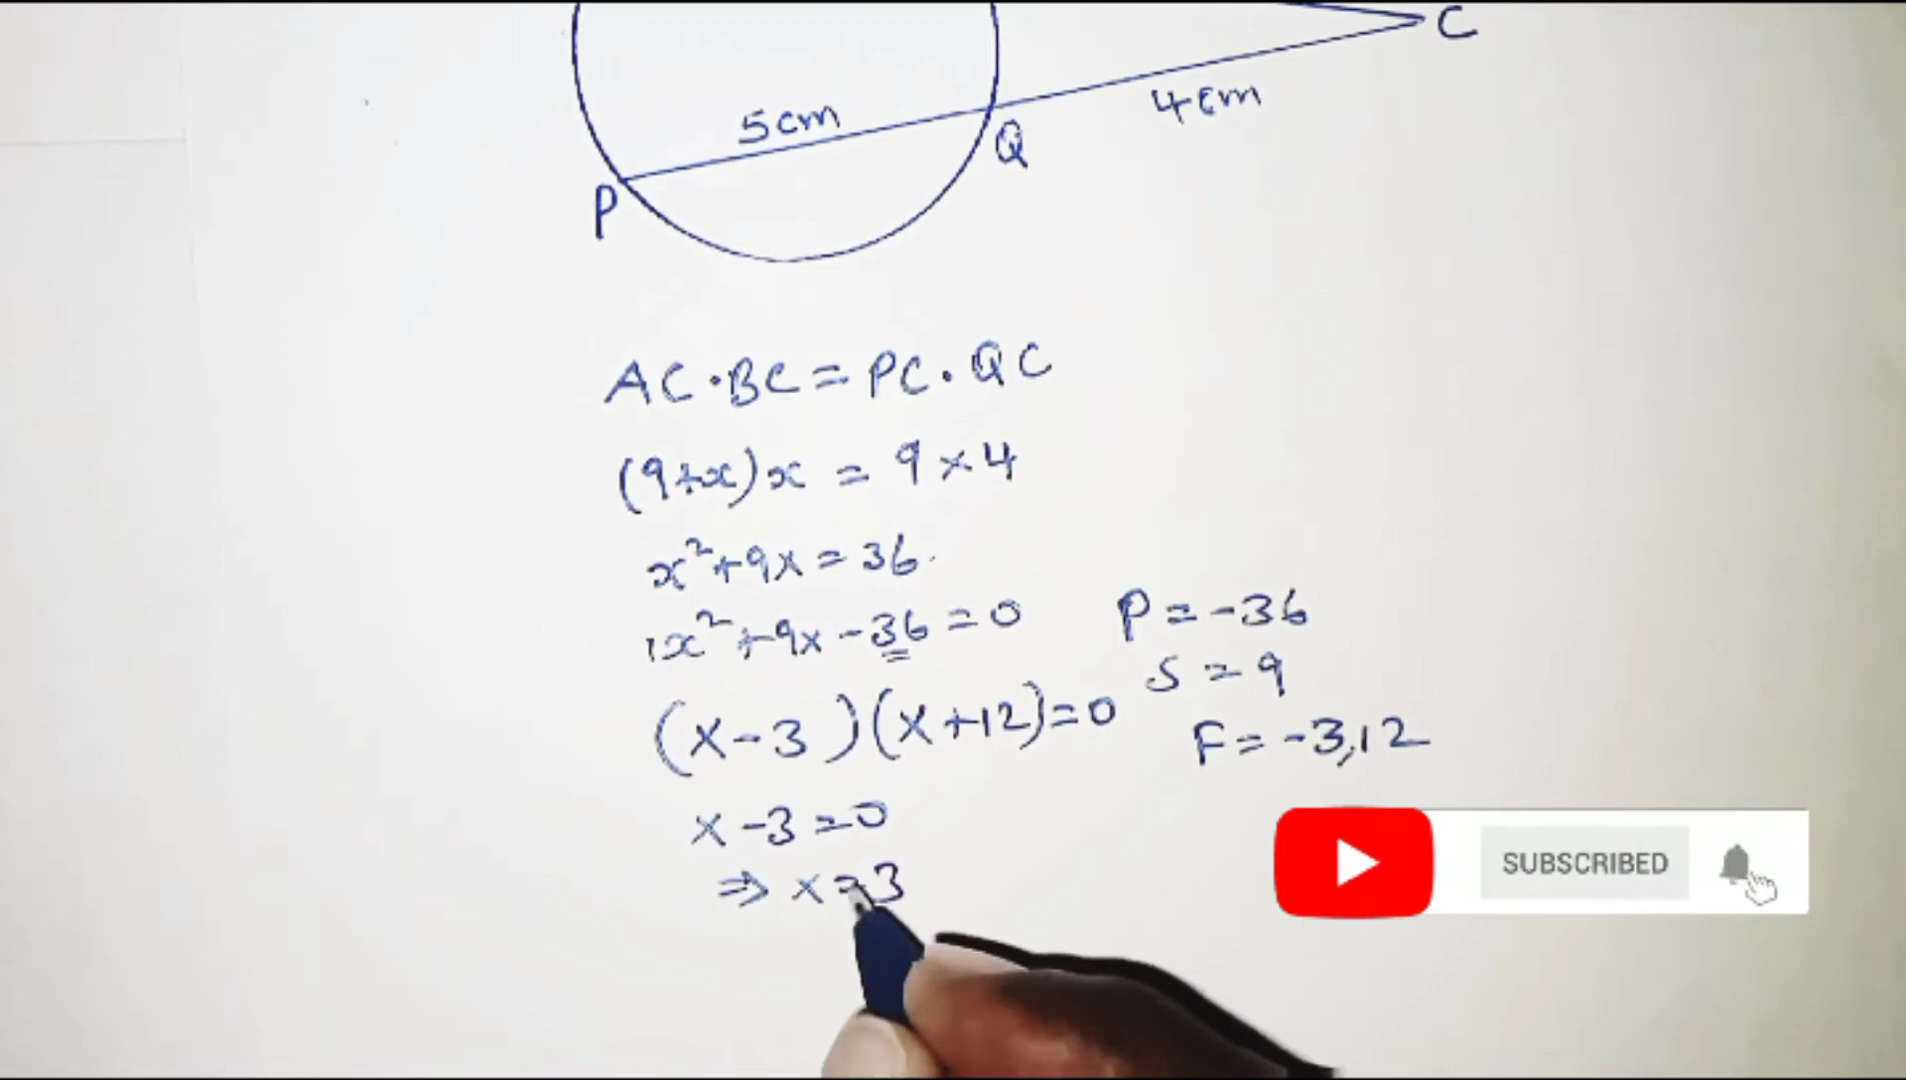 C
5cm
4cm
Q
P
AC·BC = PC·QC
(9+x)x = 9×4
x²+9x = 36.
1x²+9x-36 = 0
P = -36
S = 9
(x-3)(x+12)=0
F = -3,12
x-3=0
⇒ x=3
SUBSCRIBED